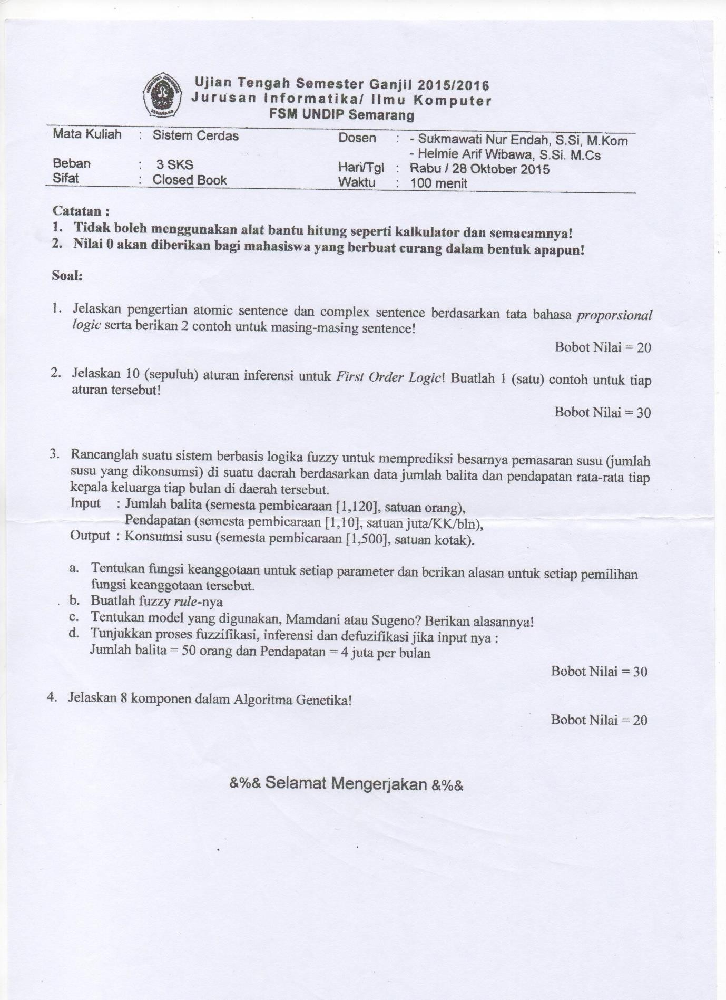 Ujian Tengah Semester Ganjil 2015/2016
Jurusan Informatika/ Ilmu Komputer
FSM UNDIP Semarang
Mata Kuliah : Sistem Cerdas Dosen : - Sukmawati Nur Endah, S.Si, M.Kom
- Helmie Arif Wibawa, S.Si. M.Cs
Beban : 3 SKS Hari/Tgl : Rabu / 28 Oktober 2015
Sifat : Closed Book Waktu : 100 menit
Catatan :
1. Tidak boleh menggunakan alat bantu hitung seperti kalkulator dan semacamnya!
2. Nilai 0 akan diberikan bagi mahasiswa yang berbuat curang dalam bentuk apapun!
Soal:
1. Jelaskan pengertian atomic sentence dan complex sentence berdasarkan tata bahasa proporsional
logic serta berikan 2 contoh untuk masing-masing sentence!
Bobot Nilai = 20
2. Jelaskan 10 (sepuluh) aturan inferensi untuk First Order Logic! Buatlah 1 (satu) contoh untuk tiap
aturan tersebut!
Bobot Nilai = 30
3. Rancanglah suatu sistem berbasis logika fuzzy untuk memprediksi besarnya pemasaran susu (jumlah
susu yang dikonsumsi) di suatu daerah berdasarkan data jumlah balita dan pendapatan rata-rata tiap
kepala keluarga tiap bulan di daerah tersebut.
Input : Jumlah balita (semesta pembicaraan [1,120], satuan orang),
Pendapatan (semesta pembicaraan [1,10], satuan juta/KK/bln),
Output : Konsumsi susu (semesta pembicaraan [1,500], satuan kotak).
a. Tentukan fungsi keanggotaan untuk setiap parameter dan berikan alasan untuk setiap pemilihan
fungsi keanggotaan tersebut.
b. Buatlah fuzzy rule-nya
c. Tentukan model yang digunakan, Mamdani atau Sugeno? Berikan alasannya!
d. Tunjukkan proses fuzzifikasi, inferensi dan defuzifikasi jika input nya :
Jumlah balita = 50 orang dan Pendapatan = 4 juta per bulan
Bobot Nilai = 30
4. Jelaskan 8 komponen dalam Algoritma Genetika!
Bobot Nilai = 20
&%& Selamat Mengerjakan &%&